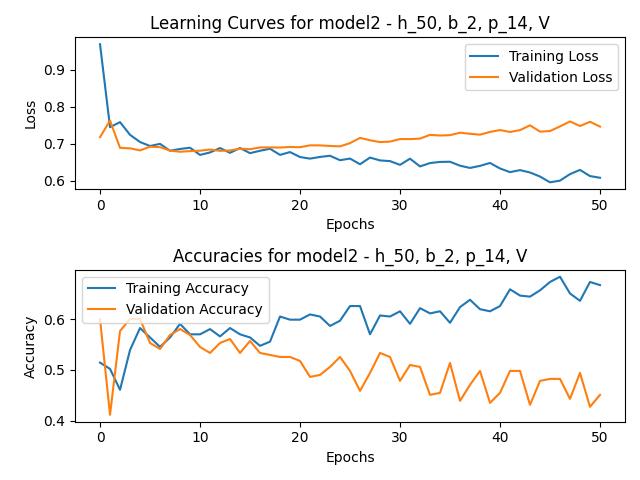 Learning Curves for model2 - h_50, b_2, p_14, V
Training Loss
Validation Loss
Loss
0.9
0.8
0.7
0.6
0 10 20 30 40 50
Epochs
Accuracies for model2 - h_50, b_2, p_14, V
Training Accuracy
Validation Accuracy
Accuracy
0.6
0.5
0.4
0 10 20 30 40 50
Epochs